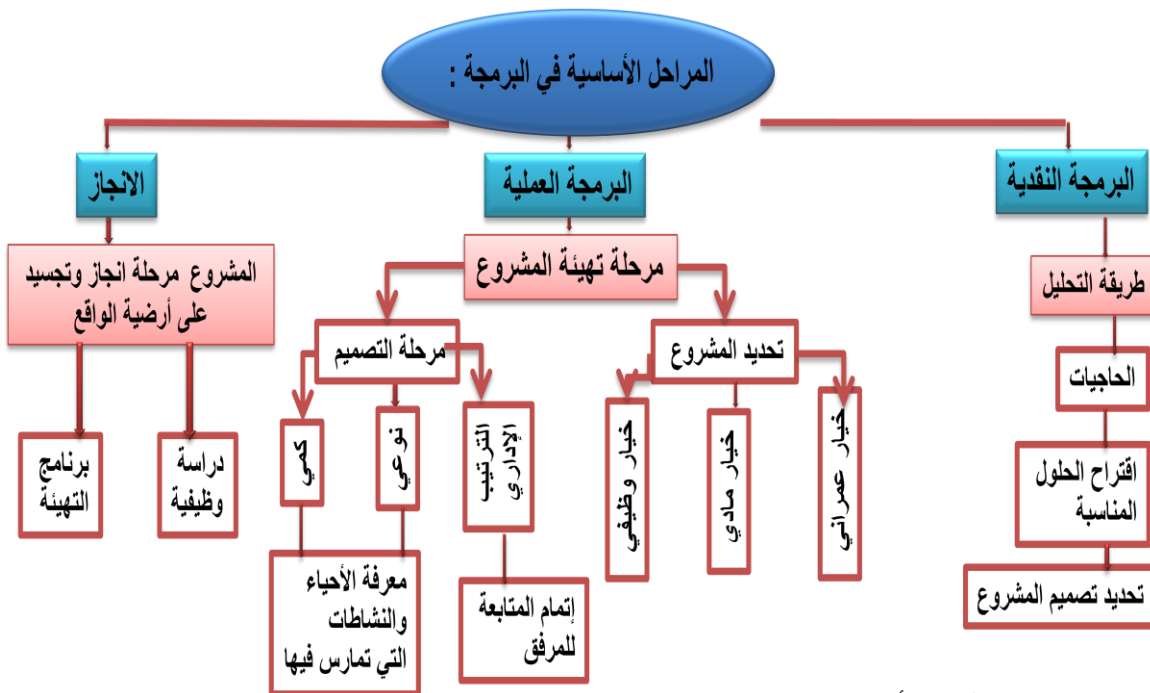 المراحل الأساسية في البرمجة :
البرمجة النقدية
طريقة التحليل
الحاجيات
اقتراح الحلول
المناسبة
تحديد تصميم المشروع
البرمجة العملية
مرحلة تهيئة المشروع
تحديد المشروع
خيار عمراني
خيار مادي
خيار وظيفي
مرحلة التصميم
الترتيب
الإداري
نوعي
كمي
إتمام المتابعة
للمرفق
معرفة الأحياء
والنشاطات
التي تمارس فيها
الانجاز
المشروع مرحلة انجاز وتجسيد
على أرضية الواقع
دراسة
وظيفية
برنامج
التهيئة